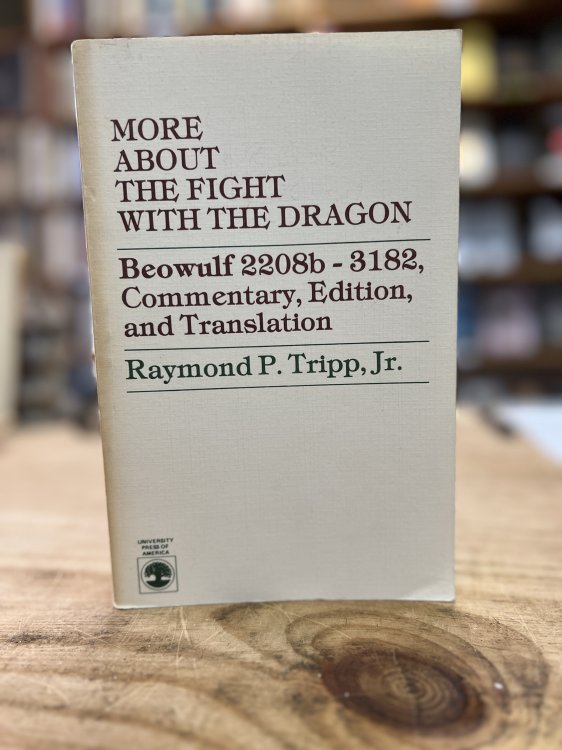 MORE
ABOUT
THE FIGHT
WITH THE DRAGON
Beowulf 2208b - 3182,
Commentary, Edition,
and Translation
Raymond P. Tripp, Jr.
UNIVERSITY
PRESS OF
AMERICA